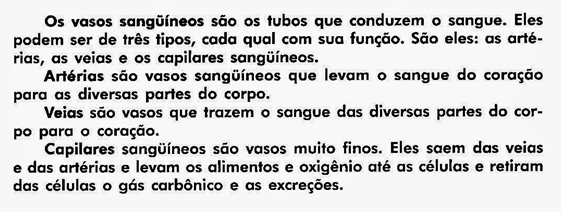 Os vasos sangüíneos são os tubos que conduzem o sangue. Eles
podem ser de três tipos, cada qual com sua função. São eles: as arté-
rias, as veias e os capilares sangüíneos.
Artérias são vasos sangüíneos que levam o sangue do coração
para as diversas partes do corpo.
Veias são vasos que trazem o sangue das diversas partes do cor-
po para o coração.
Capilares sangüíneos são vasos muito finos. Eles saem das veias
e das artérias e levam os alimentos e oxigênio até as células e retiram
das células o gás carbônico e as excreções.